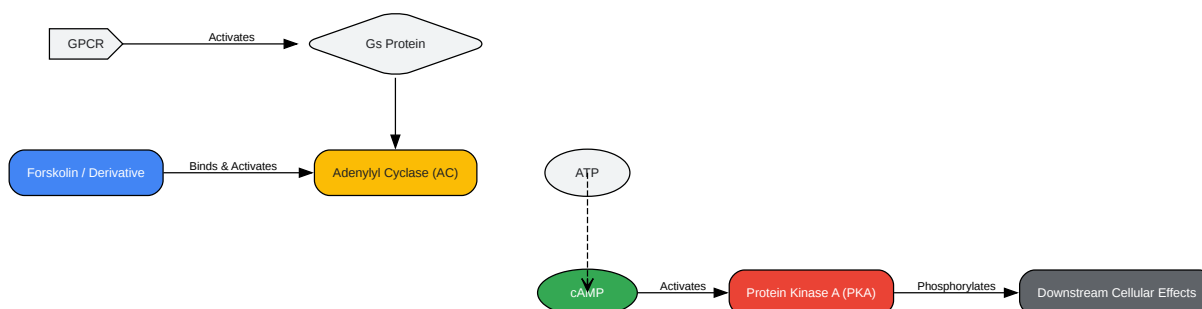 GPCR
Activates
Gs Protein
Forskolin / Derivative
Binds & Activates
Adenylyl Cyclase (AC)
ATP
cAMP
Activates
Protein Kinase A (PKA)
Phosphorylates
Downstream Cellular Effects